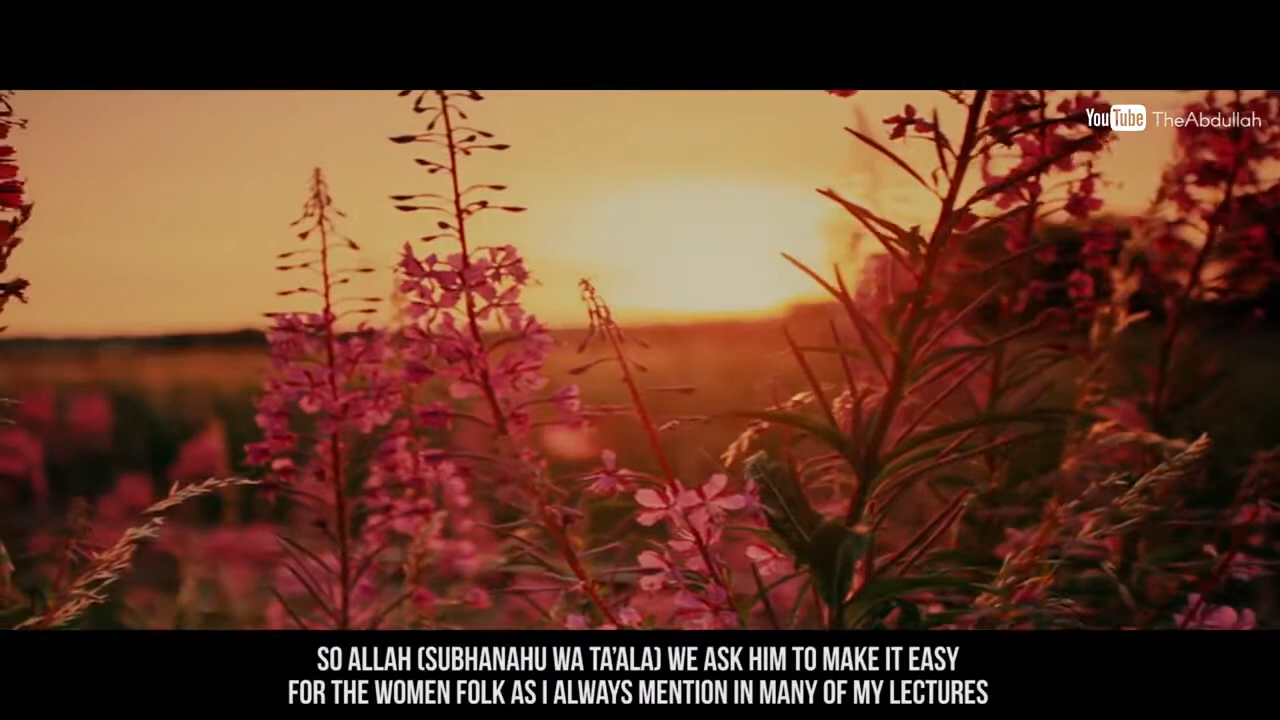 YouTube TheAbdullah
SO ALLAH (SUBHANAHU WA TA'ALA) WE ASK HIM TO MAKE IT EASY
FOR THE WOMEN FOLK AS I ALWAYS MENTION IN MANY OF MY LECTURES